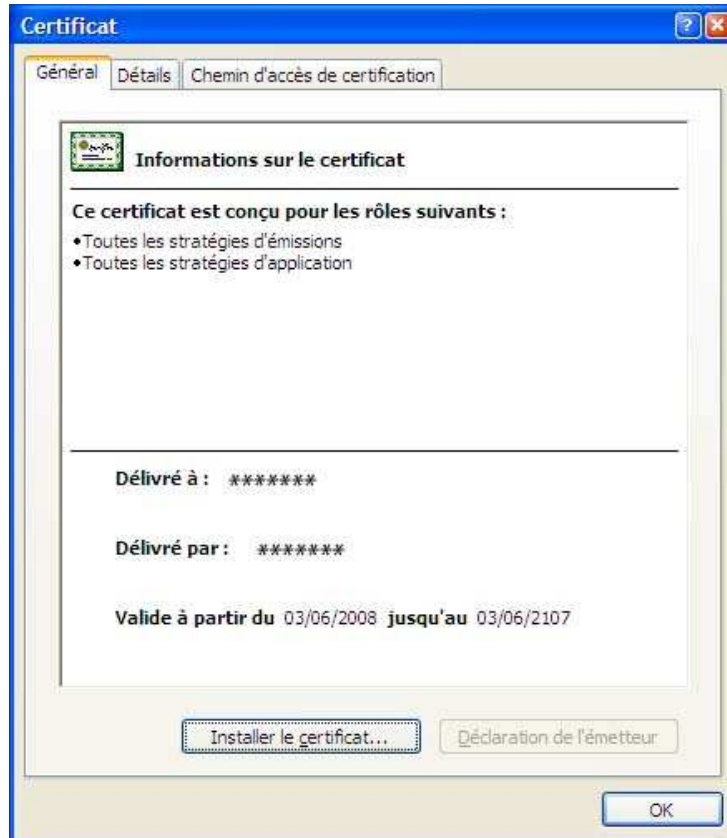 Certificat
Général Détails Chemin d'accès de certification
Informations sur le certificat
Ce certificat est conçu pour les rôles suivants :
•Toutes les stratégies d'émissions
•Toutes les stratégies d'application
Délivré à : *******
Délivré par : *******
Valide à partir du 03/06/2008 jusqu'au 03/06/2107
Installer le certificat... Déclaration de l'émetteur
OK